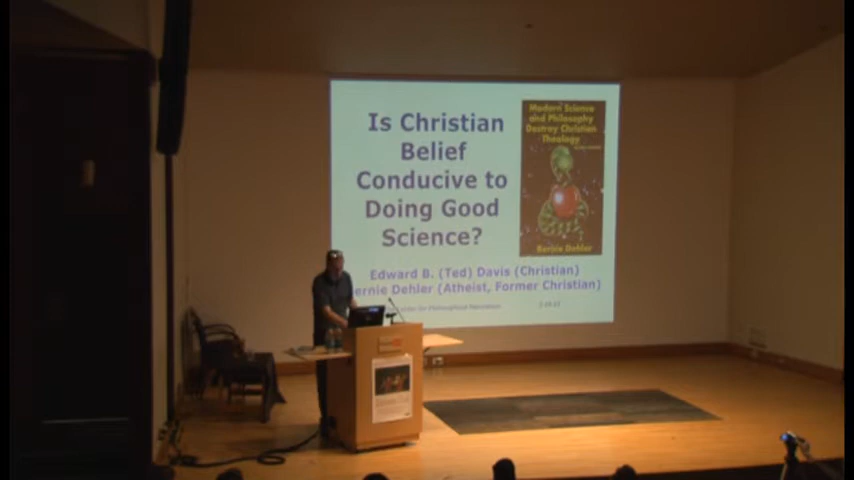 Is Christian
Belief
Conducive to
Doing Good
Science?
Modern Science
and Philosophy
Destroy Christian
Theology
Bernie Dehler
Edward B. (Ted) Davis (Christian)
ernie Dehler (Atheist, Former Christian)